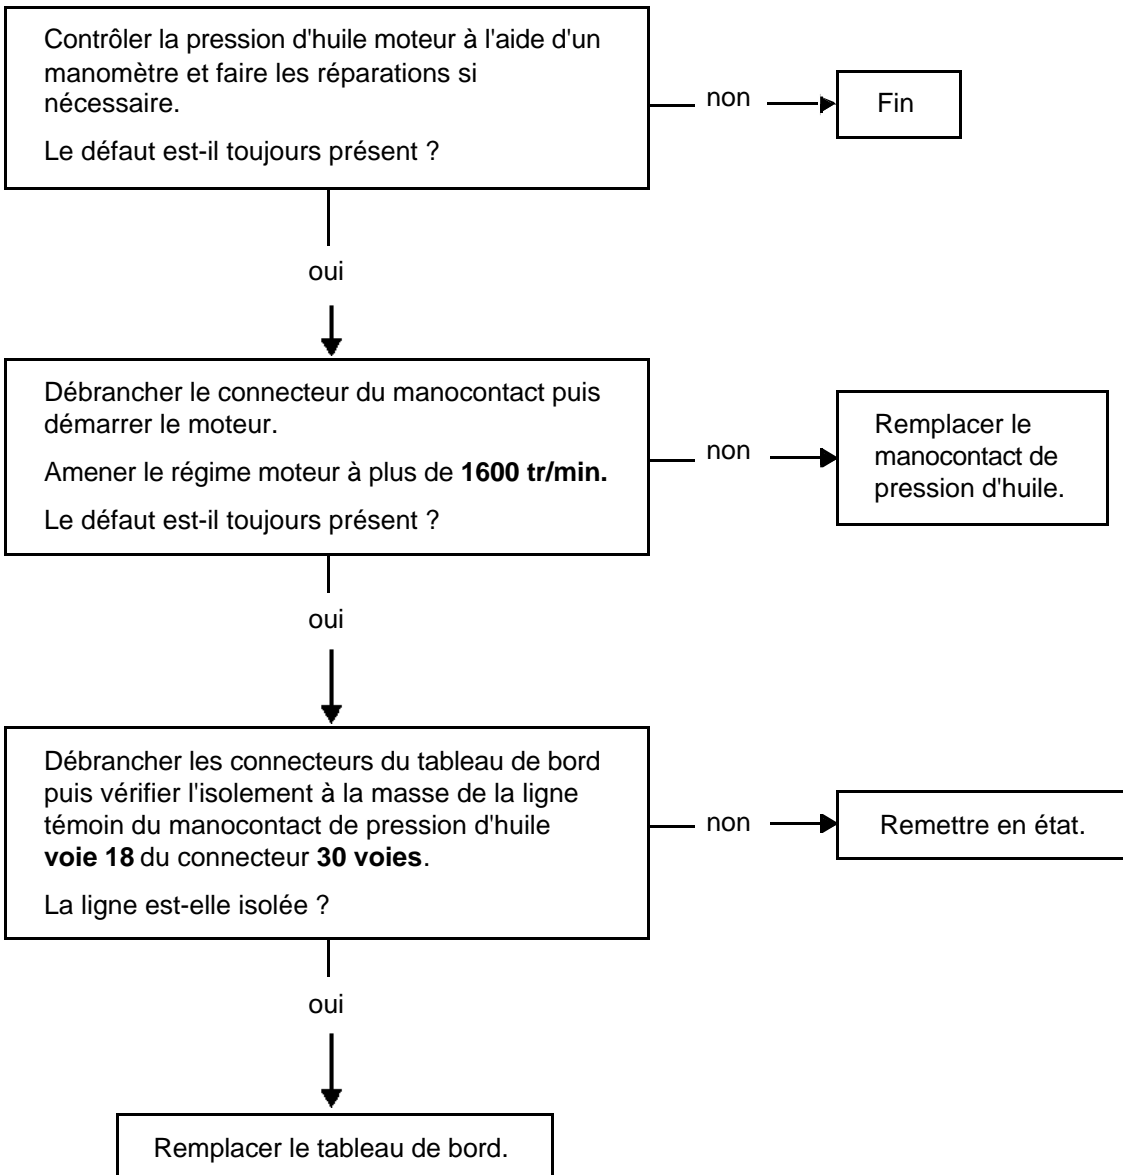 Contrôler la pression d'huile moteur à l'aide d'un
manomètre et faire les réparations si
nécessaire.
Le défaut est-il toujours présent ?
non
Fin
oui
Débrancher le connecteur du manocontact puis
démarrer le moteur.
Amener le régime moteur à plus de 1600 tr/min.
Le défaut est-il toujours présent ?
non
Remplacer le
manocontact de
pression d'huile.
oui
Débrancher les connecteurs du tableau de bord
puis vérifier l'isolement à la masse de la ligne
témoin du manocontact de pression d'huile
voie 18 du connecteur 30 voies.
La ligne est-elle isolée ?
non
Remettre en état.
oui
Remplacer le tableau de bord.